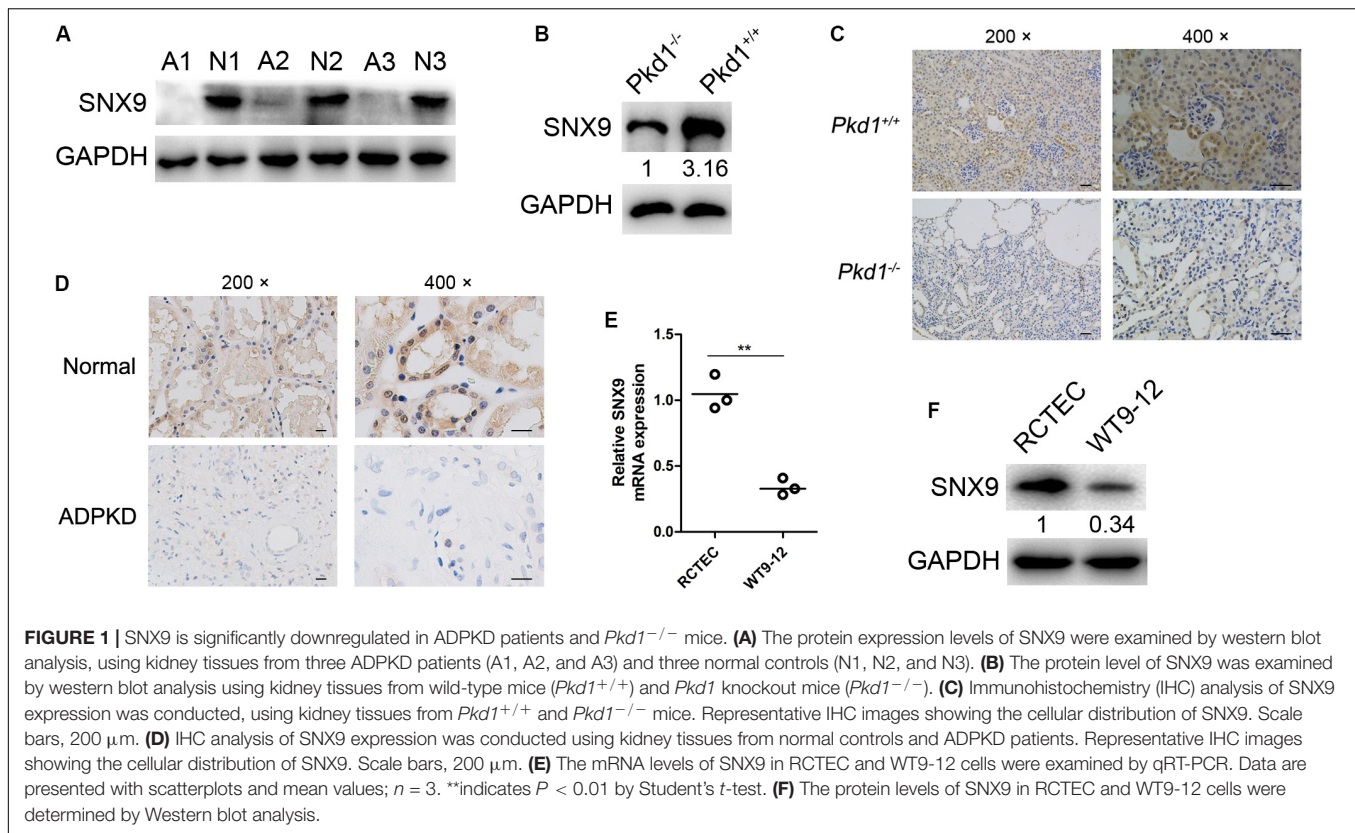 A
A1 N1 A2 N2 A3 N3
SNX9
GAPDH
B
Pkd1-/- Pkd1+/+
SNX9
1 3.16
GAPDH
C
200 × 400 ×
Pkd1+/+
Pkd1-/-
D
200 × 400 ×
Normal
ADPKD
E
Relative SNX9
mRNA expression
1.5
**
1.0
0.5
0.0
RCTEC WT9-12
F
RCTEC WT9-12
SNX9
1 0.34
GAPDH
FIGURE 1 | SNX9 is significantly downregulated in ADPKD patients and Pkd1−/− mice. (A) The protein expression levels of SNX9 were examined by western blot
analysis, using kidney tissues from three ADPKD patients (A1, A2, and A3) and three normal controls (N1, N2, and N3). (B) The protein level of SNX9 was examined
by western blot analysis using kidney tissues from wild-type mice (Pkd1+/+) and Pkd1 knockout mice (Pkd1−/−). (C) Immunohistochemistry (IHC) analysis of SNX9
expression was conducted, using kidney tissues from Pkd1+/+ and Pkd1−/− mice. Representative IHC images showing the cellular distribution of SNX9. Scale
bars, 200 μm. (D) IHC analysis of SNX9 expression was conducted using kidney tissues from normal controls and ADPKD patients. Representative IHC images
showing the cellular distribution of SNX9. Scale bars, 200 μm. (E) The mRNA levels of SNX9 in RCTEC and WT9-12 cells were examined by qRT-PCR. Data are
presented with scatterplots and mean values; n = 3. **indicates P < 0.01 by Student's t-test. (F) The protein levels of SNX9 in RCTEC and WT9-12 cells were
determined by Western blot analysis.